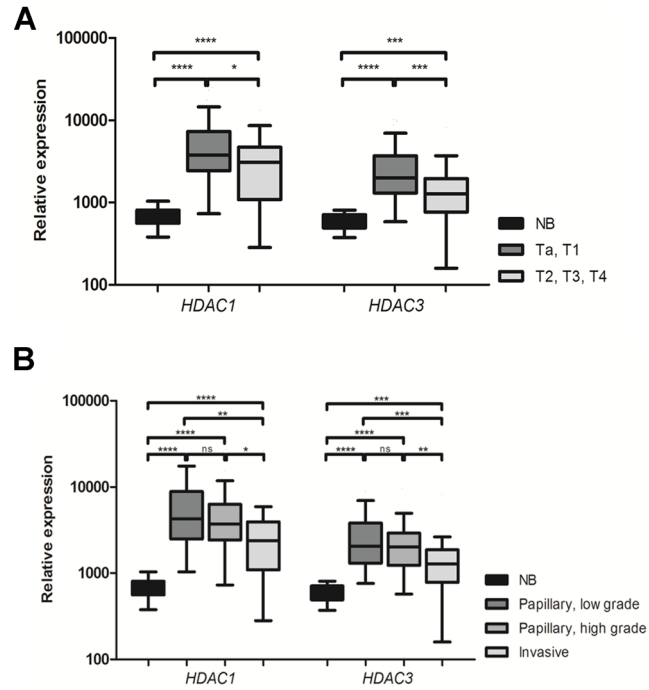 A
100000
10000
1000
100
Relative expression
****
****
*
***
****
***
HDAC1
HDAC3
NB
Ta, T1
T2, T3, T4
B
100000
10000
1000
100
Relative expression
****
**
****
****
ns
*
***
***
****
****
ns
**
HDAC1
HDAC3
NB
Papillary, low grade
Papillary, high grade
Invasive